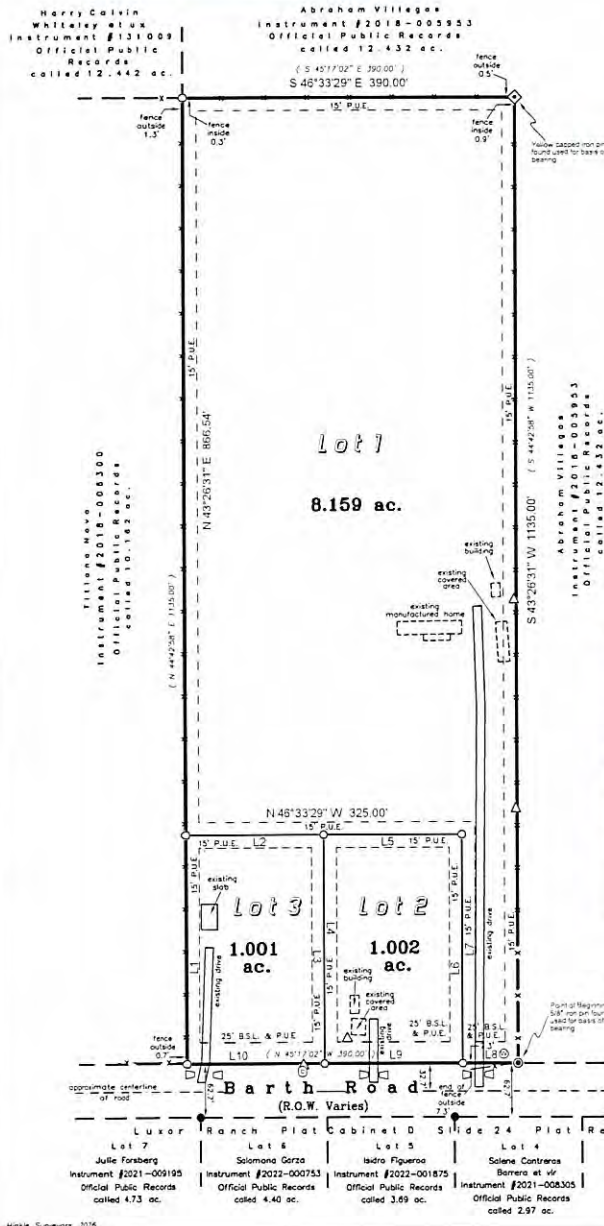 Harry Calvin
Whiteley et ux
Instrument #131009
Official Public
Records
called 12.442 ac.
Abraham Villegas
Instrument #2018-005953
Official Public Records
called 12.432 ac.
( S 45°17'02" E 390.00' )
S 46°33'29" E 390.00'
fence
outside
0.5'
15' P.U.E.
fence
outside
1.3'
fence
inside
0.3'
fence
inside
0.9'
Yellow capped iron pin
found used for basis of
bearing
15' P.U.E.
N 43°26'31" E 866.64'
15' P.U.E.
( S 44°42'58" W 1135.00' )
S 43°26'31" W 1135.00'
Abraham Villegas
Instrument #2018-005953
Official Public Records
called 12.432 ac.
Lot 1
8.159 ac.
Instrument #2018-006300
Official Public Records
called 10.162 ac.
( N 44°42'58" E 1135.00' )
existing
building
existing
covered
area
existing
manufactured home
N 46°33'29" W 325.00'
15' P.U.E.
15' P.U.E.
L2
L5
15' P.U.E.
15' P.U.E.
existing
slab
Lot 3
1.001
ac.
Lot 2
1.002
ac.
L1
existing drive
L3
15' P.U.E.
L4
15' P.U.E.
existing
building
existing
covered
area
existing
drive
15' P.U.E.
L6
L7
15' P.U.E.
existing drive
15' P.U.E.
25' B.S.L. & P.U.E.
25' B.S.L. & P.U.E.
25' B.S.L.
& P.U.E.
Point of Beginning
5/8" iron pin found
used for basis of
bearing
fence
outside
0.7'
L10
( N 45°17'02" W 390.00' )
L9
L8
approximate centerline
of road
Barth Road
(R.O.W. Varies)
end of
fence
outside
7.3'
Luxor Ranch Plat Cabinet D Slide 24 Plat Re
Lot 7
Julie Forsberg
Instrument #2021-009195
Official Public Records
called 4.73 ac.
Lot 6
Salomona Garza
Instrument #2022-000753
Official Public Records
called 4.40 ac.
Lot 5
Isidro Figueroa
Instrument #2022-001875
Official Public Records
called 3.69 ac.
Lot 4
Salene Contreras
Barrera et vir
Instrument #2021-008305
Official Public Records
called 2.97 ac.